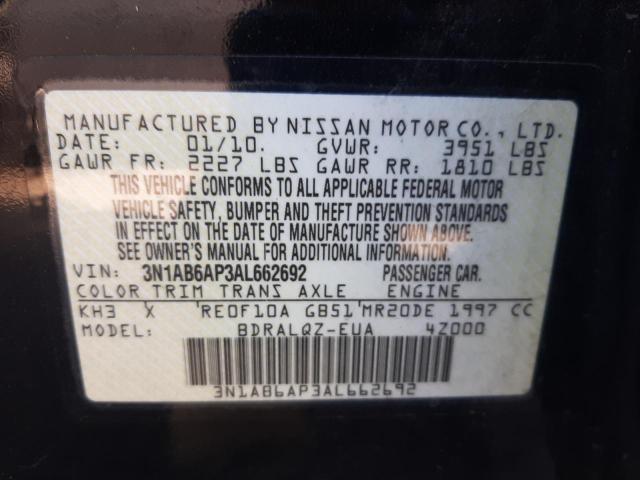 MANUFACTURED BY NISSAN MOTOR CO., LTD.
DATE: 01/10. GVWR: 3951 LBS
GAWR FR: 2227 LBS GAWR RR: 1810 LBS
THIS VEHICLE CONFORMS TO ALL APPLICABLE FEDERAL MOTOR
VEHICLE SAFETY, BUMPER AND THEFT PREVENTION STANDARDS
IN EFFECT ON THE DATE OF MANUFACTURE SHOWN ABOVE.
SEE OWNER'S MANUAL FOR ADDITIONAL INFORMATION.
VIN: 3N1AB6AP3AL662692 PASSENGER CAR.
COLOR TRIM TRANS AXLE ENGINE
KH3 X RE0F10A GB51 MR20DE 1997 CC
MODEL: BDRALQZ-EUA 4Z000
3N1AB6AP3AL662692